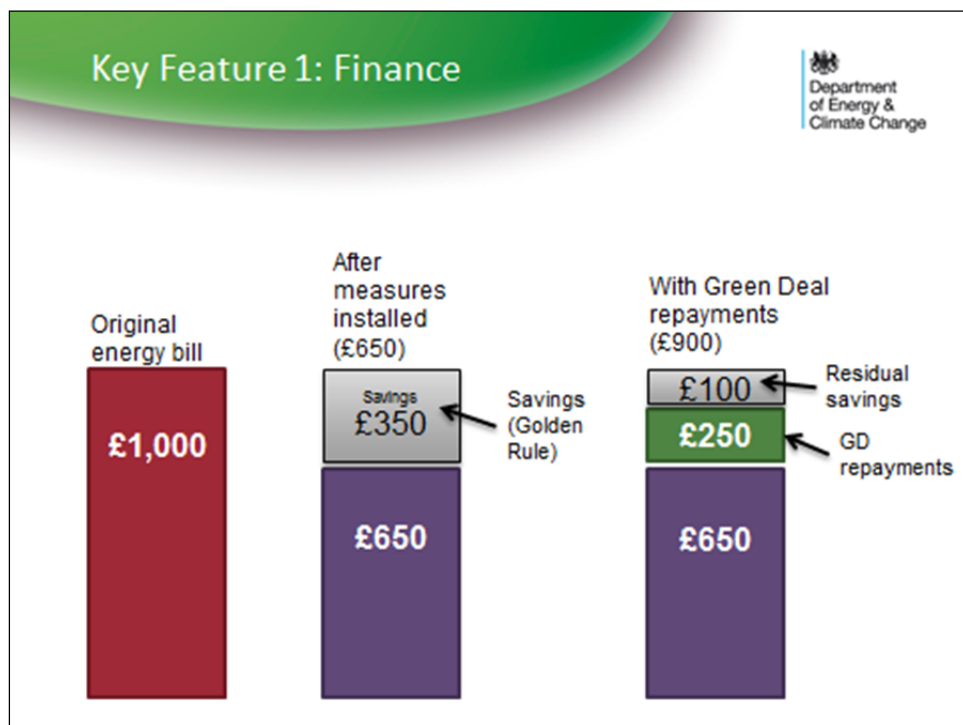 Key Feature 1: Finance
Department
of Energy &
Climate Change
Original
energy bill
£1,000
After
measures
installed
(£650)
Savings
£350
Savings
(Golden
Rule)
£650
With Green Deal
repayments
(£900)
£100
Residual
savings
£250
GD
repayments
£650